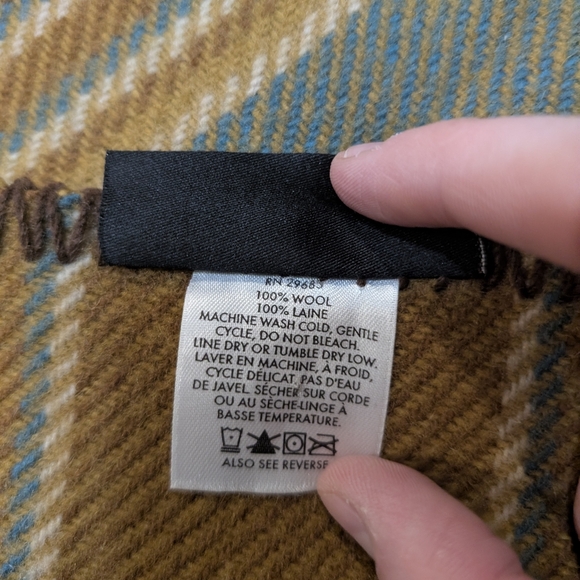 RN 29685
100% WOOL
100% LAINE
MACHINE WASH COLD, GENTLE
CYCLE, DO NOT BLEACH.
LINE DRY OR TUMBLE DRY LOW.
LAVER EN MACHINE, À FROID,
CYCLE DÉLICAT, PAS D'EAU
DE JAVEL. SÉCHER SUR CORDE
OU AU SÈCHE-LINGE À
BASSE TEMPÉRATURE.
ALSO SEE REVERSE